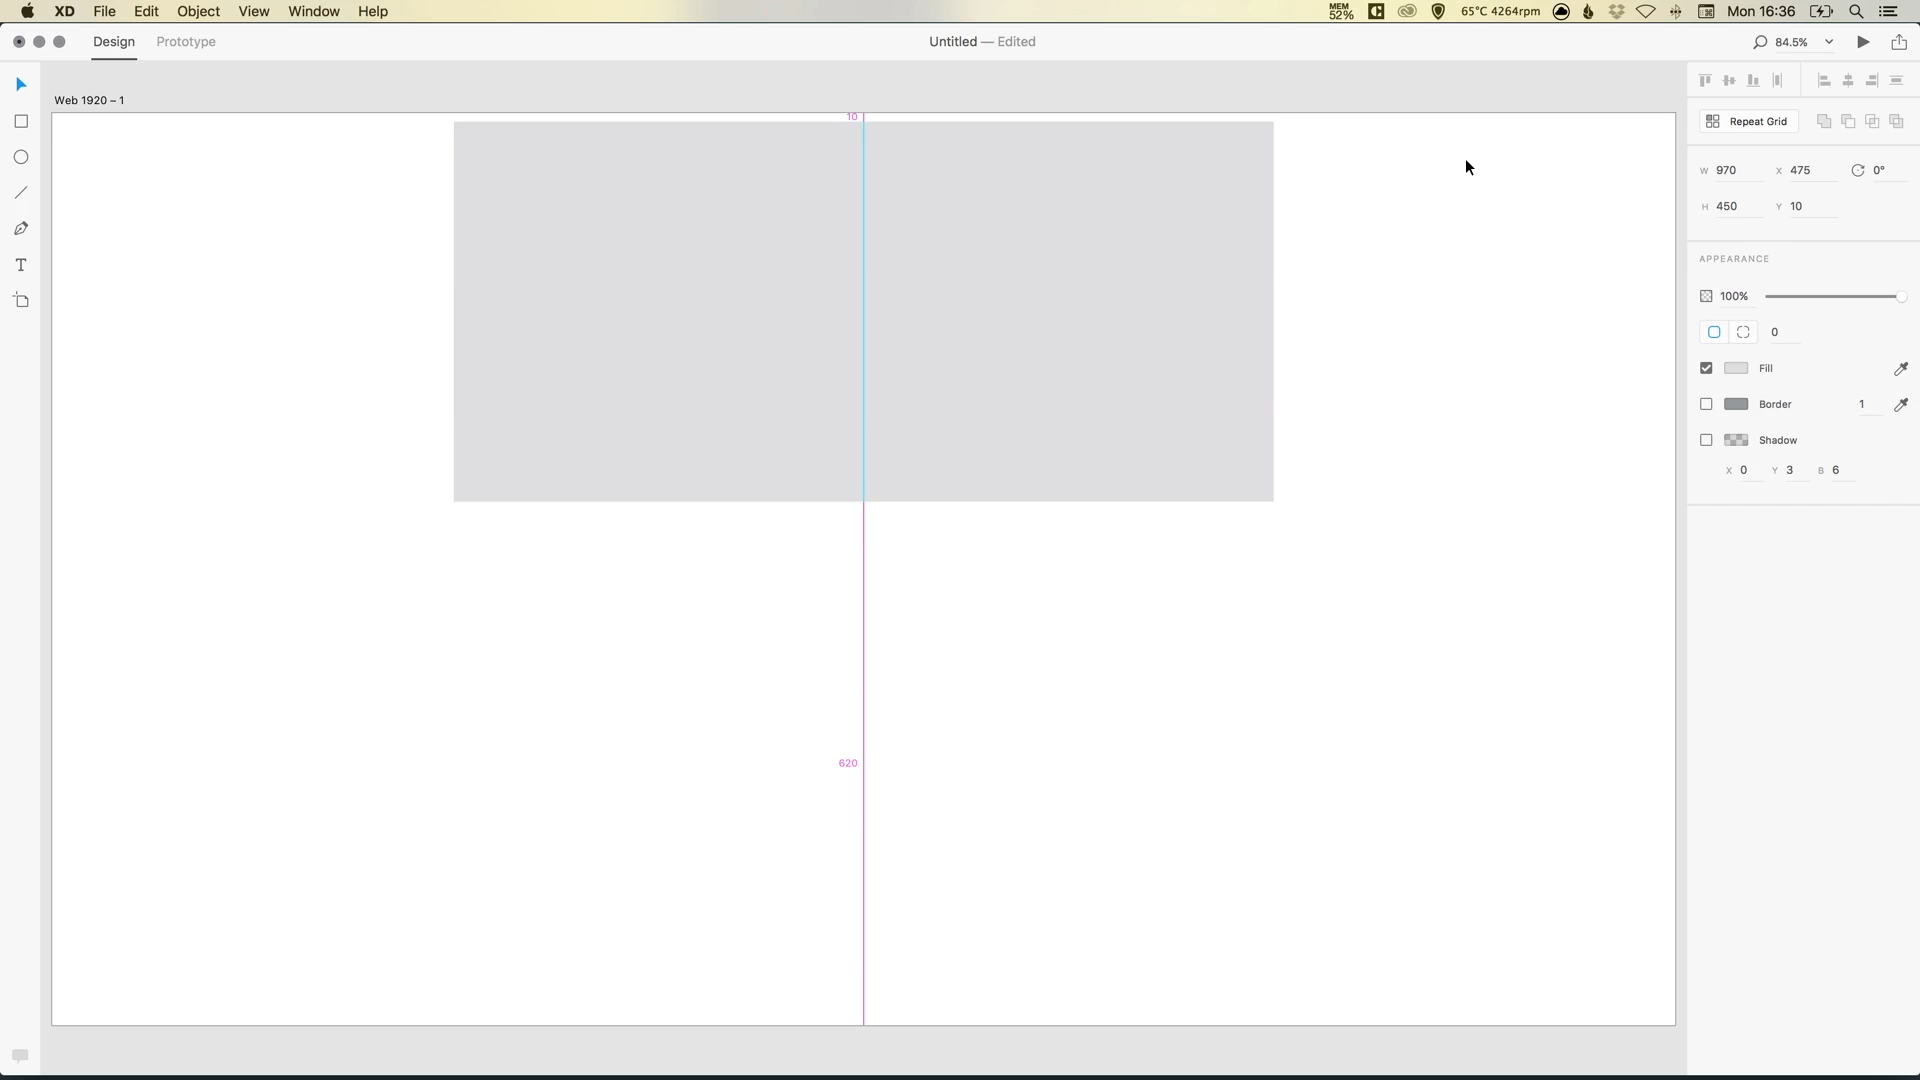 XD File Edit Object View Window Help MEM 52% 65°C 4264rpm Mon 16:36
Design Prototype Untitled — Edited 84.5%
Web 1920 – 1
10
Repeat Grid
W 970 X 475 0°
H 450 Y 10
APPEARANCE
100%
0
Fill
Border 1
Shadow
X 0 Y 3 B 6
620